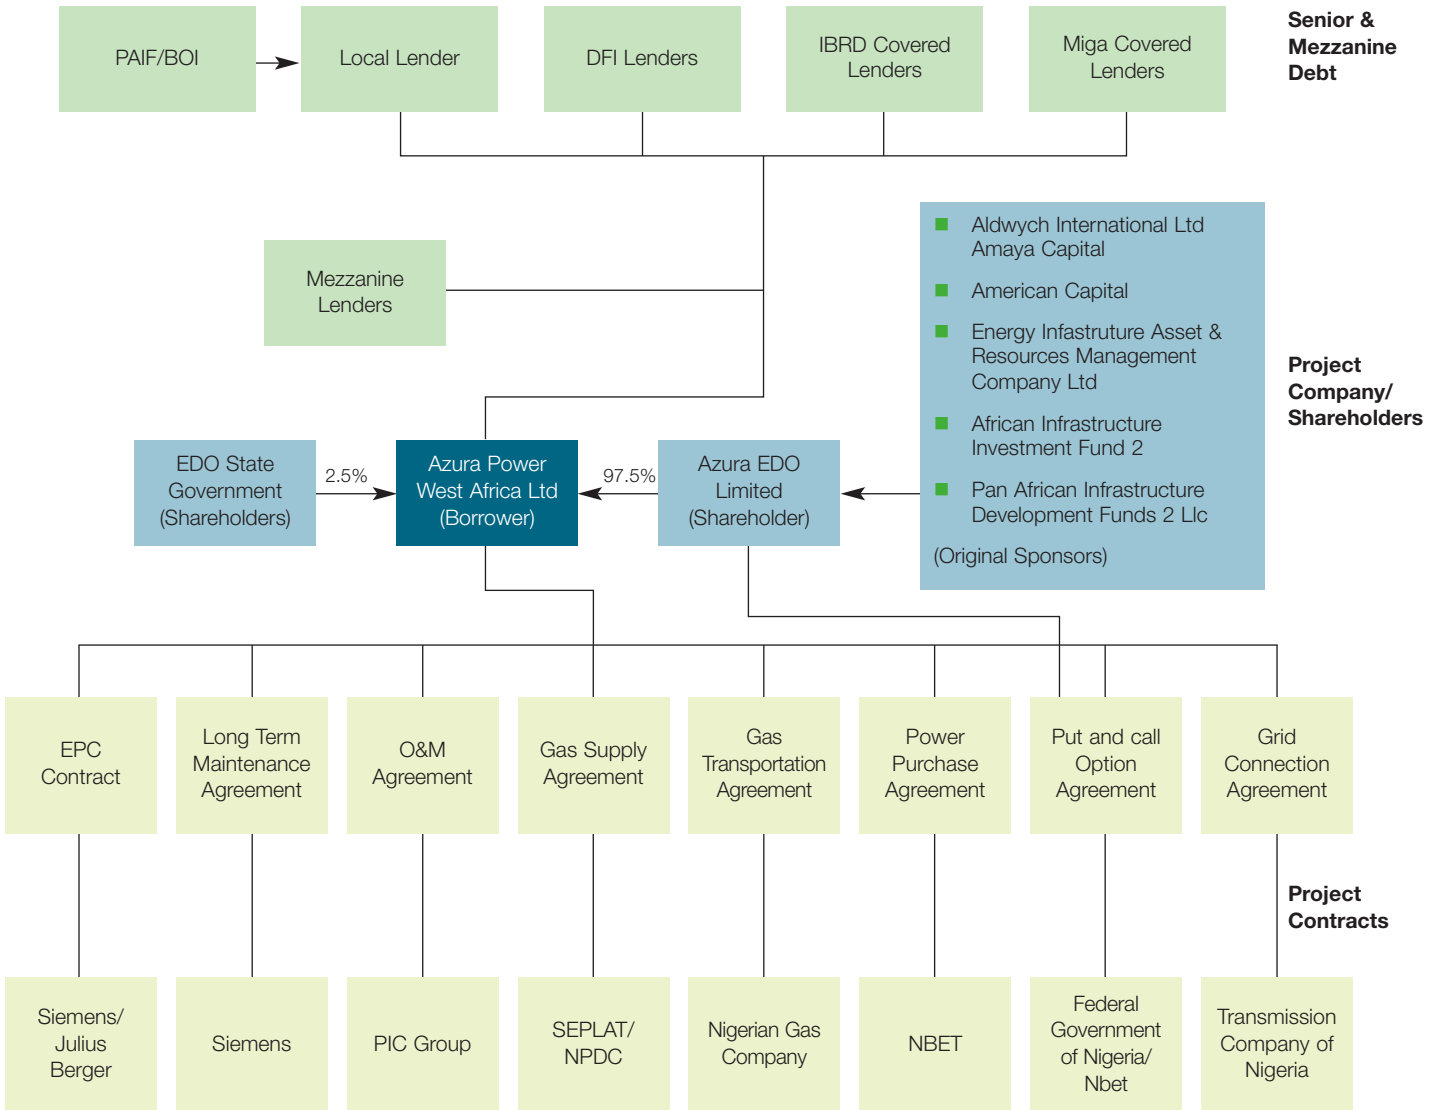 PAIF/BOI
Local Lender
DFI Lenders
IBRD Covered
Lenders
Miga Covered
Lenders
Senior &
Mezzanine
Debt
Mezzanine
Lenders
Aldwych International Ltd
Amaya Capital
American Capital
Energy Infastruture Asset &
Resources Management
Company Ltd
African Infrastructure
Investment Fund 2
Pan African Infrastructure
Development Funds 2 Llc
(Original Sponsors)
Project
Company/
Shareholders
EDO State
Government
(Shareholders)
2.5%
Azura Power
West Africa Ltd
(Borrower)
97.5%
Azura EDO
Limited
(Shareholder)
EPC
Contract
Long Term
Maintenance
Agreement
O&M
Agreement
Gas Supply
Agreement
Gas
Transportation
Agreement
Power
Purchase
Agreement
Put and call
Option
Agreement
Grid
Connection
Agreement
Project
Contracts
Siemens/
Julius
Berger
Siemens
PIC Group
SEPLAT/
NPDC
Nigerian Gas
Company
NBET
Federal
Government
of Nigeria/
Nbet
Transmission
Company of
Nigeria